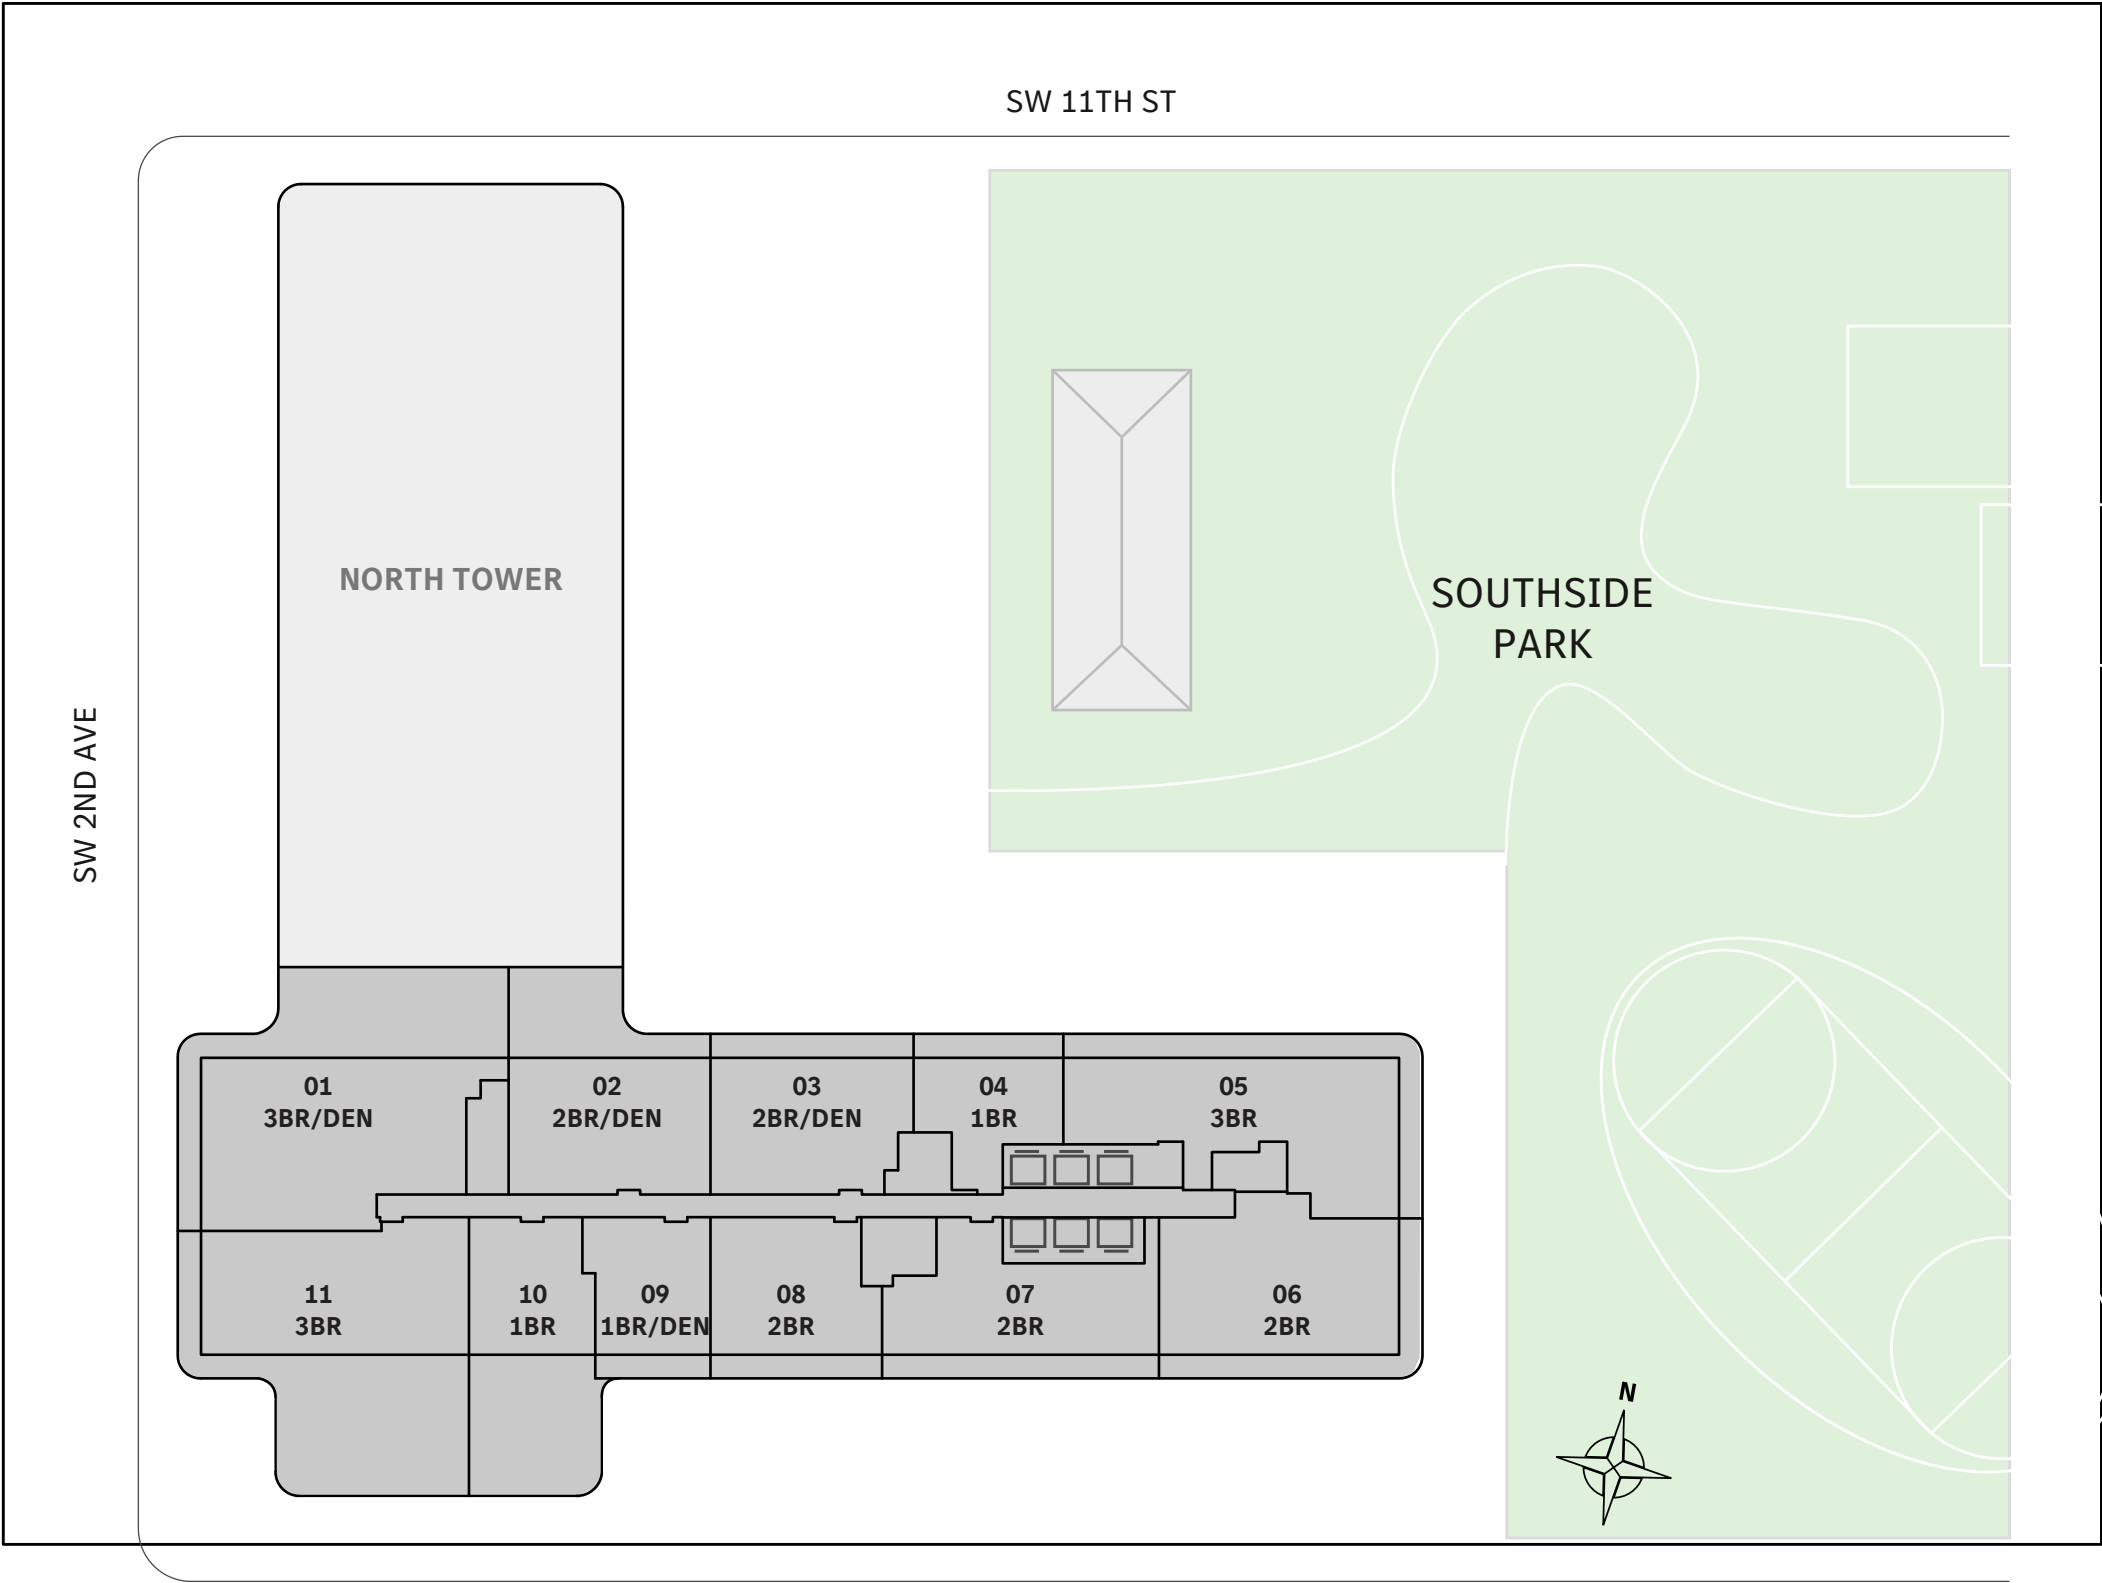 SW 11TH ST
NORTH TOWER
SOUTHSIDE
PARK
SW 2ND AVE
01
3BR/DEN
02
2BR/DEN
03
2BR/DEN
04
1BR
05
3BR
11
3BR
10
1BR
09
1BR/DEN
08
2BR
07
2BR
06
2BR
N